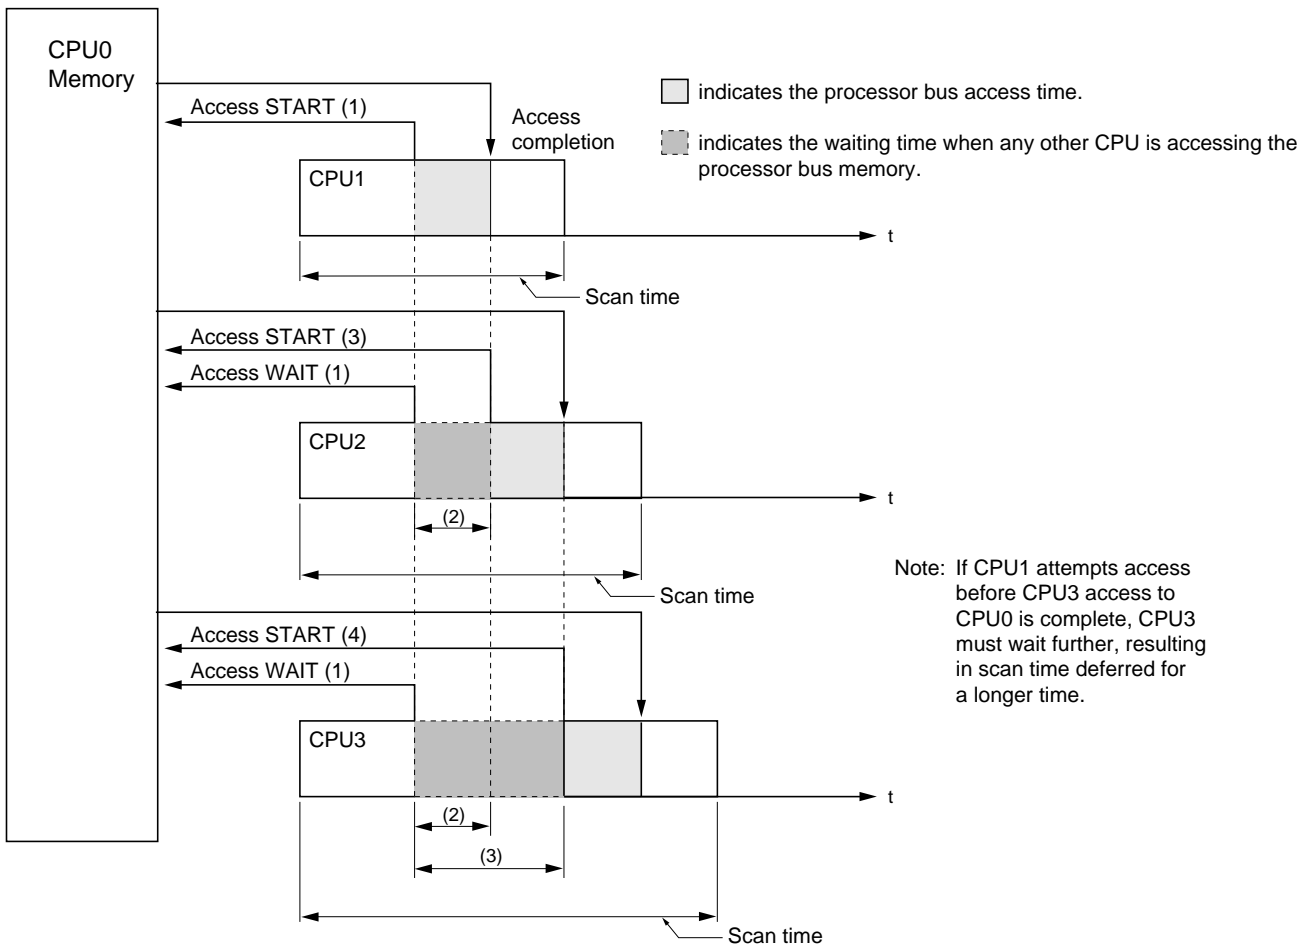 CPU0
Memory
indicates the processor bus access time.
Access START (1)
Access
completion
indicates the waiting time when any other CPU is accessing the
processor bus memory.
CPU1
t
Scan time
Access START (3)
Access WAIT (1)
CPU2
t
(2)
Scan time
Note: If CPU1 attempts access
before CPU3 access to
CPU0 is complete, CPU3
must wait further, resulting
in scan time deferred for
a longer time.
Access START (4)
Access WAIT (1)
CPU3
t
(2)
(3)
Scan time